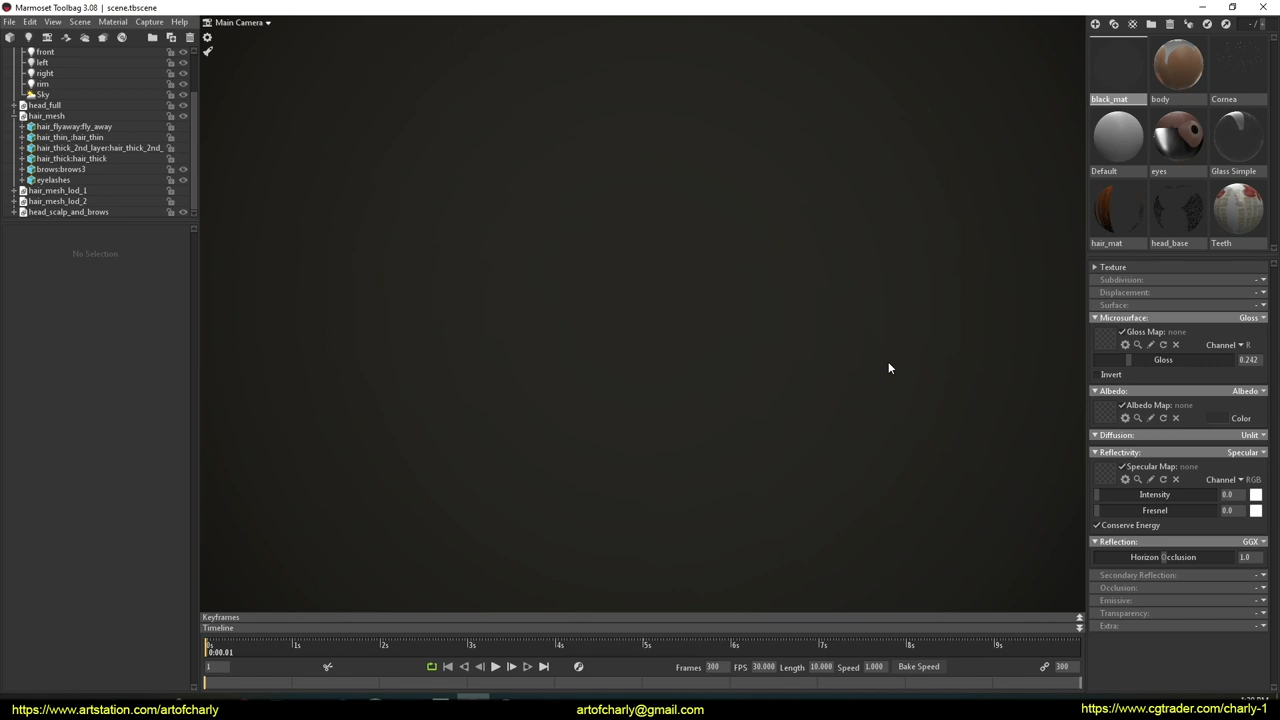 Marmoset Toolbag 3.08 | scene.tbscene
File Edit View Scene Material Capture Help
Main Camera
front
left
right
rim
Sky
head_full
hair_mesh
hair_flyaway:fly_away
hair_thin_:hair_thin
hair_thick_2nd_layer:hair_thick_2nd_
hair_thick:hair_thick
brows:brows3
eyelashes
hair_mesh_lod_1
hair_mesh_lod_2
head_scalp_and_brows
No Selection
black_mat body Cornea
Default eyes Glass Simple
hair_mat head_base Teeth
Texture
Subdivision: -
Displacement: -
Surface: -
Microsurface: Gloss
Gloss Map: none
Channel R
Gloss 0.242
Invert
Albedo: Albedo
Albedo Map: none
Color
Diffusion: Unlit
Reflectivity: Specular
Specular Map: none
Channel RGB
Intensity 0.0
Fresnel 0.0
Conserve Energy
Reflection: GGX
Horizon Occlusion 1.0
Secondary Reflection: -
Occlusion: -
Emissive: -
Transparency: -
Extra: -
Keyframes
Timeline
0s 1s 2s 3s 4s 5s 6s 7s 8s 9s
0:00.01
1 Frames 300 FPS 30.000 Length 10.000 Speed 1.000 Bake Speed 300
https://www.artstation.com/artofcharly artofcharly@gmail.com https://www.cgtrader.com/charly-1